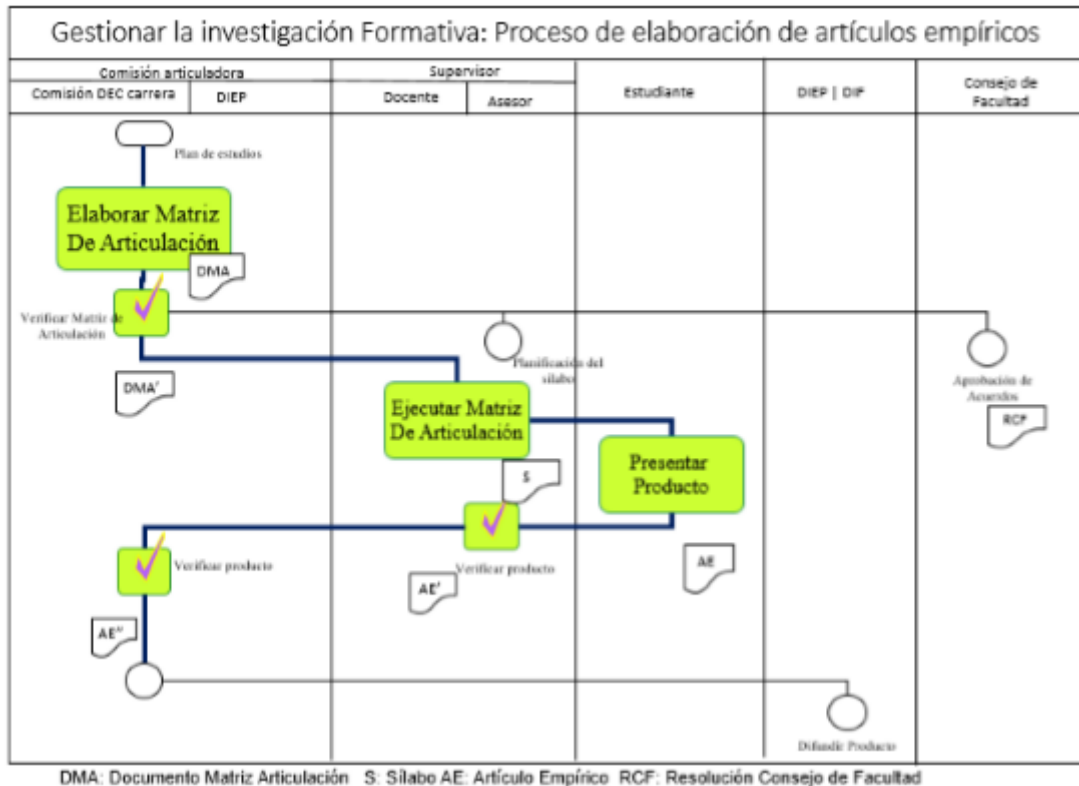 Gestionar la investigación Formativa: Proceso de elaboración de artículos empíricos
Comisión articuladora
Supervisor
Estudiante
DIEP | DIF
Consejo de
Facultad
Comisión DEC carrera
DIEP
Docente
Asesor
Plan de estudios
Elaborar Matriz
De Articulación
DMA
Verificar Matriz de
Articulación
Planificación del
sílabo
Aprobación de
Acuerdos
DMA'
RCF
Ejecutar Matriz
De Articulación
Presentar
Producto
S
Verificar producto
Verificar producto
AE
AE'
AE''
Difundir Producto
DMA: Documento Matriz Articulación S: Sílabo AE: Artículo Empírico RCF: Resolución Consejo de Facultad